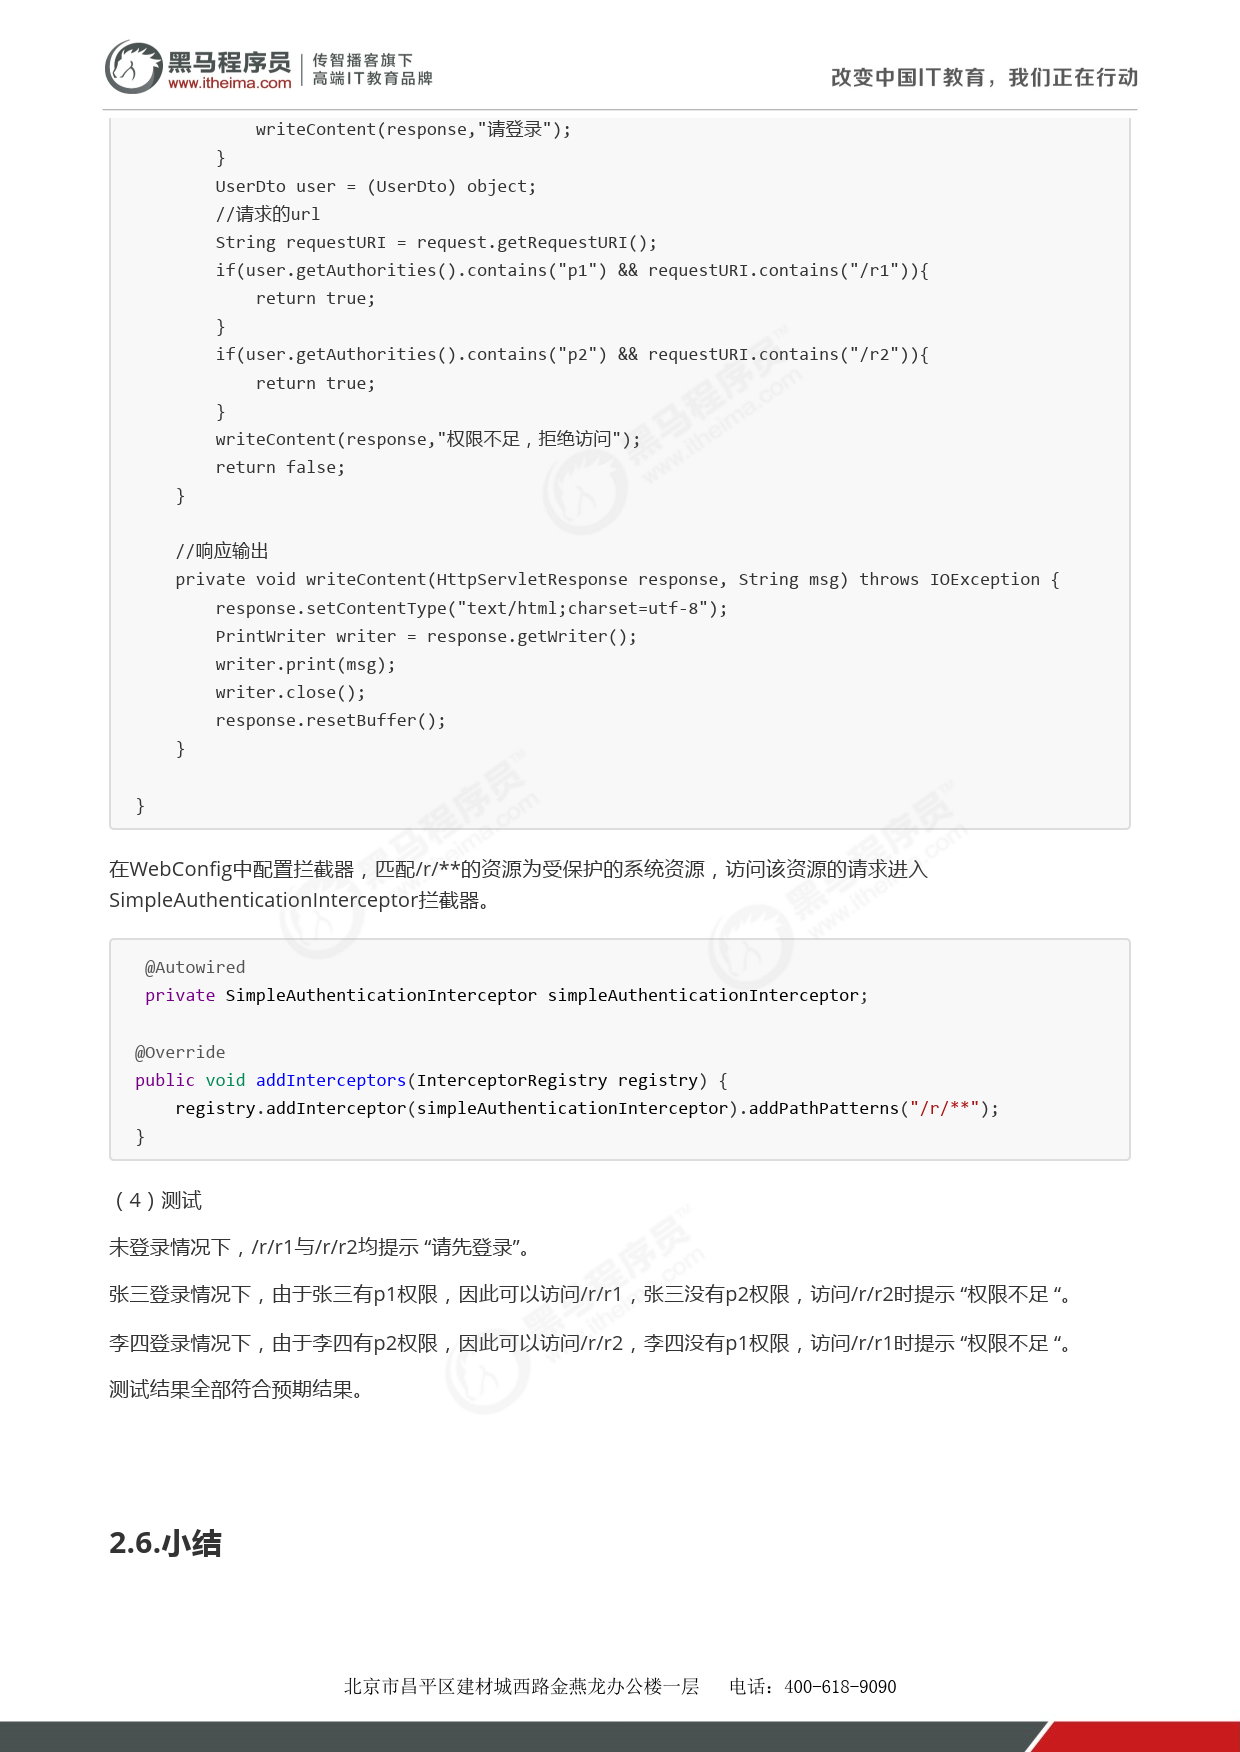 黑马程序员
www.itheima.com
传智播客旗下
高端IT教育品牌
改变中国IT教育，我们正在行动
            writeContent(response,"请登录");
        }
        UserDto user = (UserDto) object;
        //请求的url
        String requestURI = request.getRequestURI();
        if(user.getAuthorities().contains("p1") && requestURI.contains("/r1")){
            return true;
        }
        if(user.getAuthorities().contains("p2") && requestURI.contains("/r2")){
            return true;
        }
        writeContent(response,"权限不足，拒绝访问");
        return false;
    }
    //响应输出
    private void writeContent(HttpServletResponse response, String msg) throws IOException {
        response.setContentType("text/html;charset=utf-8");
        PrintWriter writer = response.getWriter();
        writer.print(msg);
        writer.close();
        response.resetBuffer();
    }
}
在WebConfig中配置拦截器，匹配/r/**的资源为受保护的系统资源，访问该资源的请求进入
SimpleAuthenticationInterceptor拦截器。
 @Autowired
 private SimpleAuthenticationInterceptor simpleAuthenticationInterceptor;
@Override
public void addInterceptors(InterceptorRegistry registry) {
    registry.addInterceptor(simpleAuthenticationInterceptor).addPathPatterns("/r/**");
}
（4）测试
未登录情况下，/r/r1与/r/r2均提示 “请先登录”。
张三登录情况下，由于张三有p1权限，因此可以访问/r/r1，张三没有p2权限，访问/r/r2时提示 “权限不足 “。
李四登录情况下，由于李四有p2权限，因此可以访问/r/r2，李四没有p1权限，访问/r/r1时提示 “权限不足 “。
测试结果全部符合预期结果。
2.6.小结
北京市昌平区建材城西路金燕龙办公楼一层 电话：400-618-9090